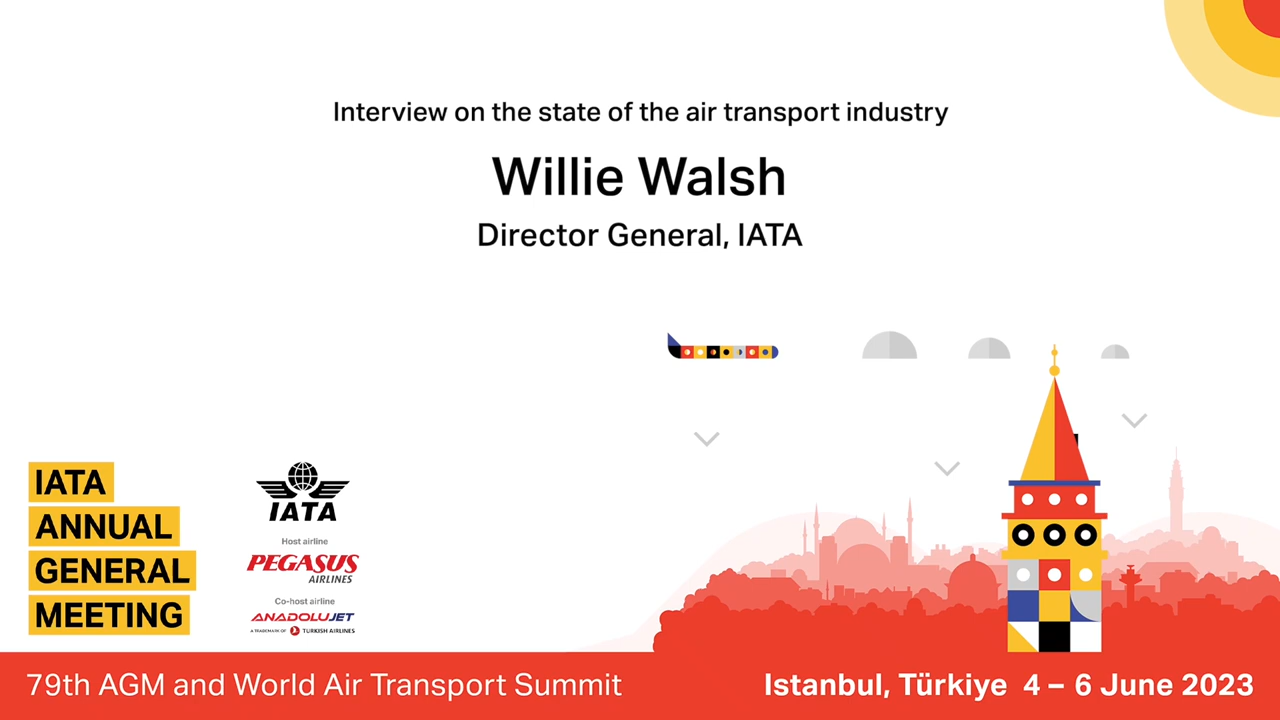 Interview on the state of the air transport industry
Willie Walsh
Director General, IATA
IATA
ANNUAL
GENERAL
MEETING
IATA
Host airline
PEGASUS
AIRLINES
Co-host airline
ANADOLUJET
A TRADEMARK OF TURKISH AIRLINES
79th AGM and World Air Transport Summit
Istanbul, Türkiye 4 – 6 June 2023